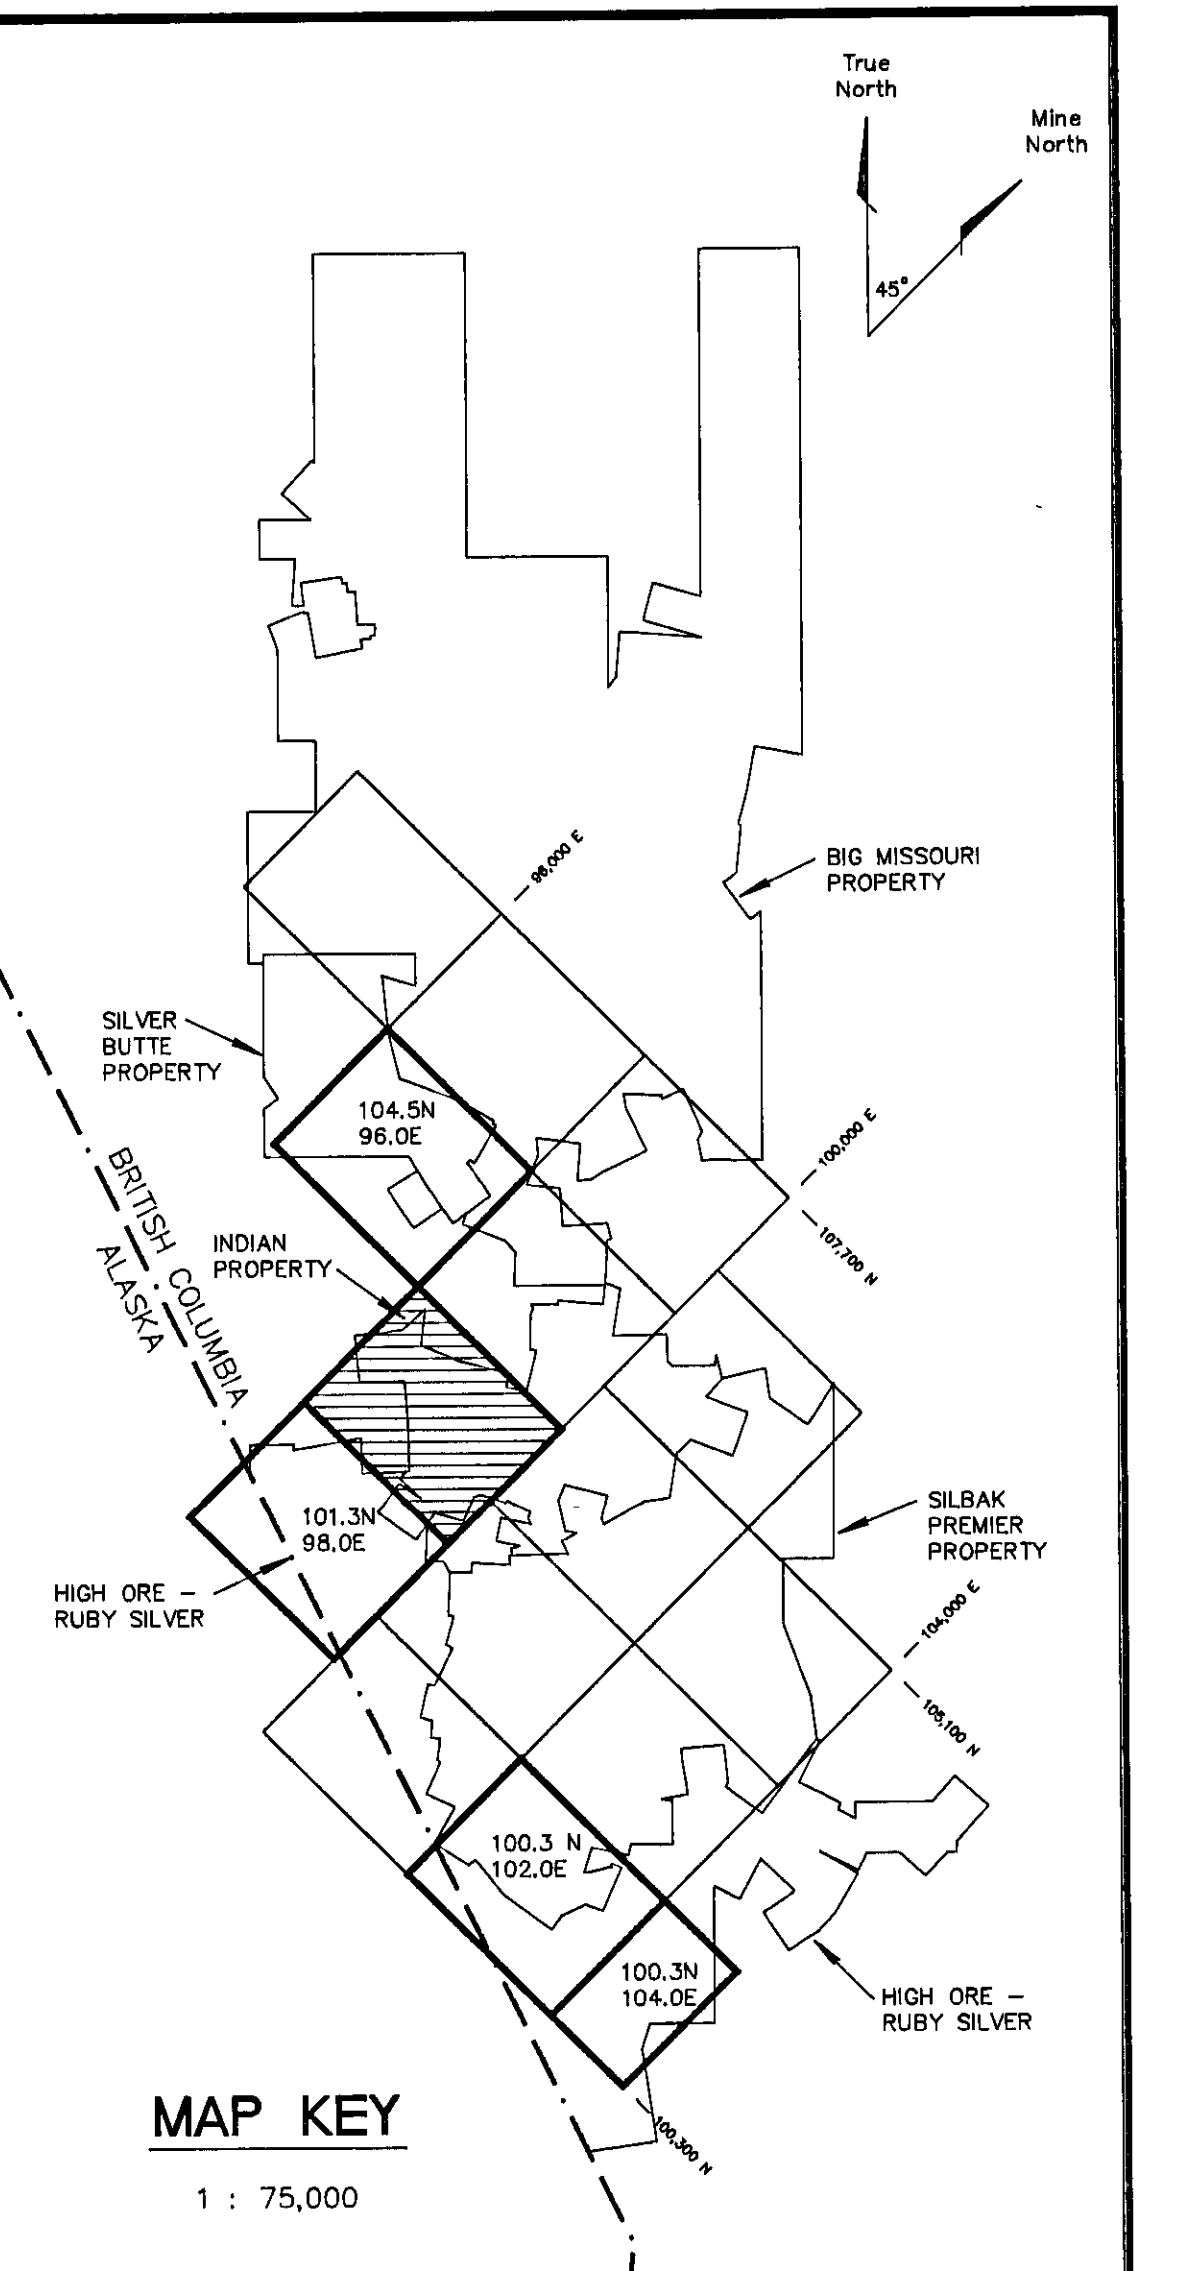 True
North
Mine
North
45°
96,000 E
BIG MISSOURI
PROPERTY
SILVER
BUTTE
PROPERTY
104.5N
96.0E
100,000 E
107,700 N
BRITISH COLUMBIA
ALASKA
INDIAN
PROPERTY
101.3N
98.0E
SILBAK
PREMIER
PROPERTY
HIGH ORE –
RUBY SILVER
104,000 E
105,100 N
100.3 N
102.0E
100.3N
104.0E
HIGH ORE –
RUBY SILVER
100,300 N
MAP KEY
1 : 75,000